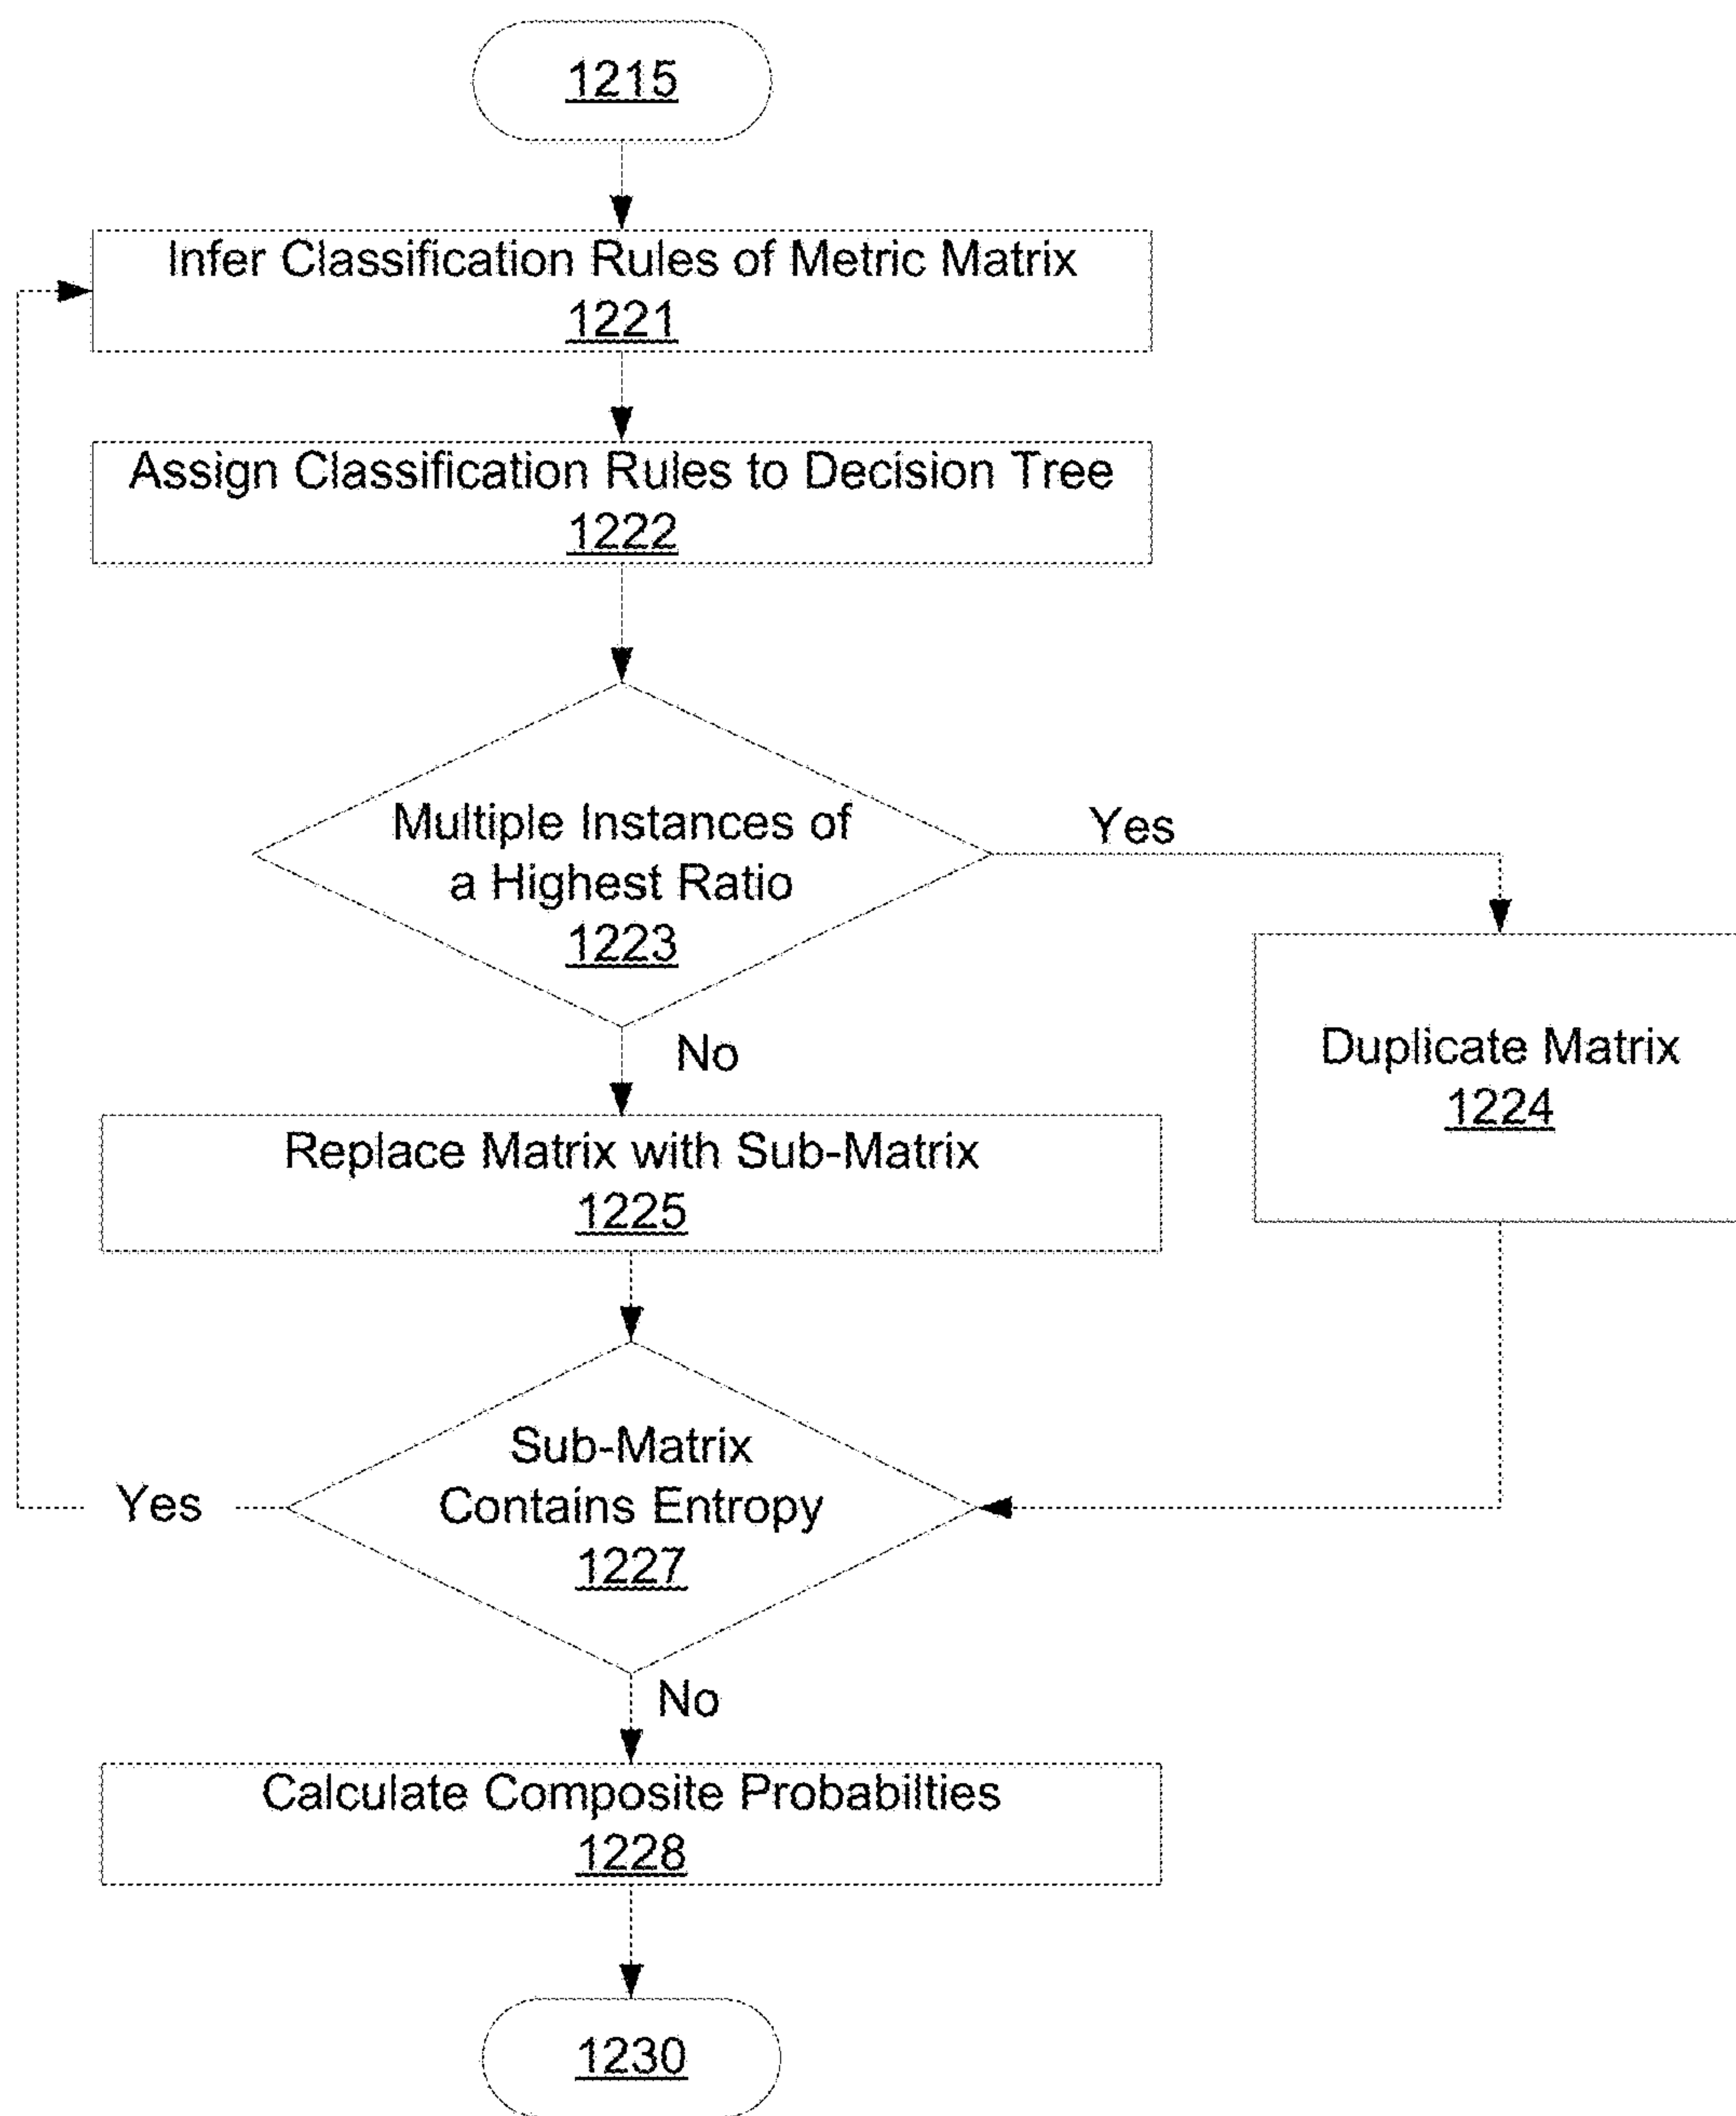 1215
Infer Classification Rules of Metric Matrix
1221
Assign Classification Rules to Decision Tree
1222
Multiple Instances of
a Highest Ratio
1223
Yes
No
Duplicate Matrix
1224
Replace Matrix with Sub-Matrix
1225
Sub-Matrix
Contains Entropy
1227
Yes
No
Calculate Composite Probabilties
1228
1230